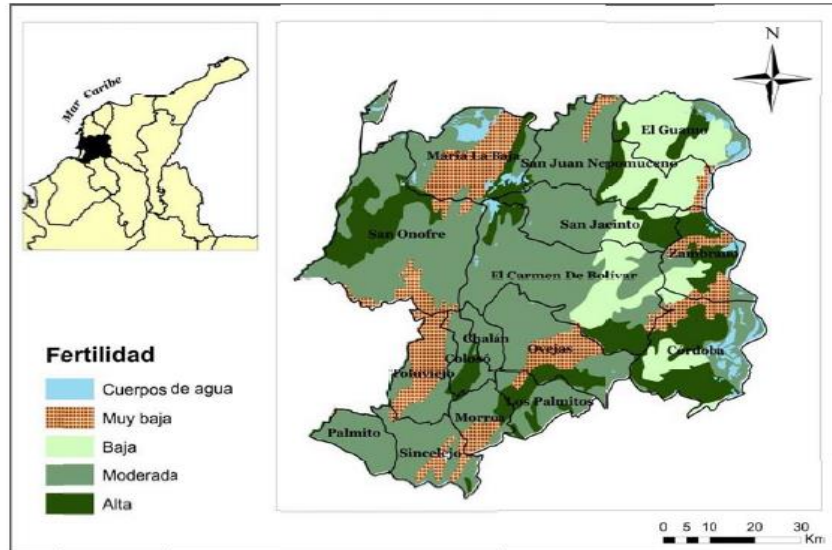 Mar Caribe
N
El Guamo
María La Baja
San Juan Nepomuceno
San Onofre
San Jacinto
Zambrano
El Carmen De Bolívar
Chalán
Ovejas
Colosó
Córdoba
Toluviejo
Los Palmitos
Morroa
Palmito
Sincelejo
Fertilidad
Cuerpos de agua
Muy baja
Baja
Moderada
Alta
0 5 10 20 30
Km